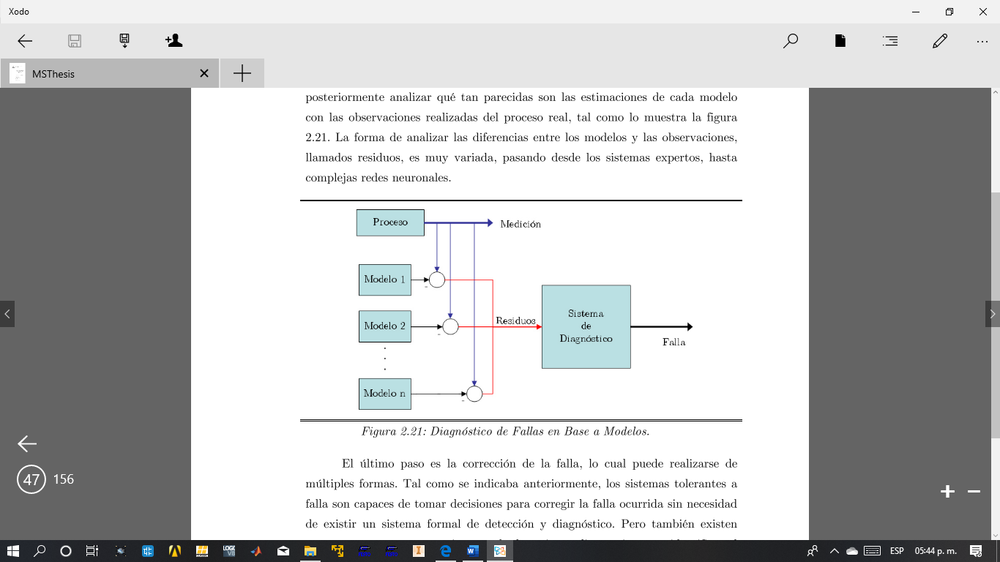 Xodo
MSThesis
posteriormente analizar qué tan parecidas son las estimaciones de cada modelo
con las observaciones realizadas del proceso real, tal como lo muestra la figura
2.21. La forma de analizar las diferencias entre los modelos y las observaciones,
llamados residuos, es muy variada, pasando desde los sistemas expertos, hasta
complejas redes neuronales.
Proceso
Medición
Modelo 1
-
Modelo 2
-
Residuos
Sistema
de
Diagnóstico
Falla
Modelo n
-
Figura 2.21: Diagnóstico de Fallas en Base a Modelos.
El último paso es la corrección de la falla, lo cual puede realizarse de
múltiples formas. Tal como se indicaba anteriormente, los sistemas tolerantes a
falla son capaces de tomar decisiones para corregir la falla ocurrida sin necesidad
de existir un sistema formal de detección y diagnóstico. Pero también existen
47 156
ESP 05:44 p. m.